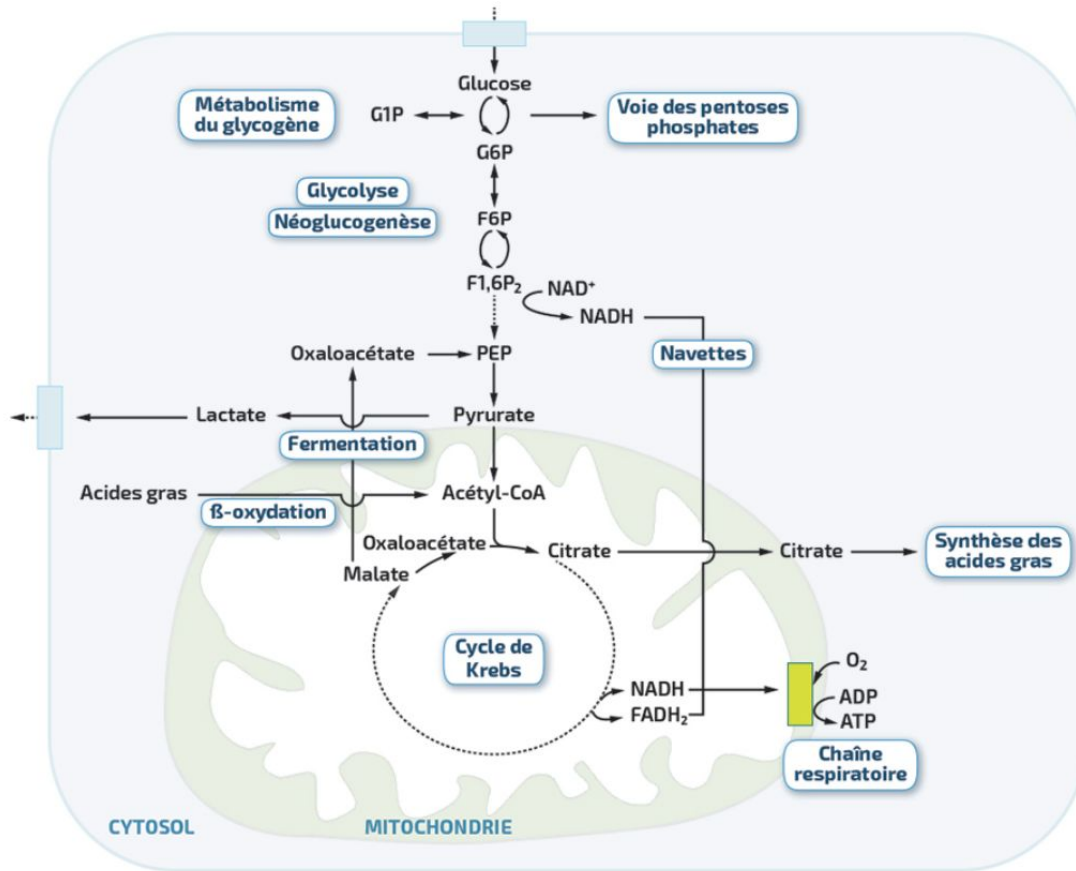 Glucose
Métabolisme
du glycogène
G1P
Voie des pentoses
phosphates
G6P
Glycolyse
Néoglucogenèse
F6P
F1,6P₂
NAD⁺
NADH
Oxaloacétate
PEP
Navettes
Lactate
Pyrurate
Fermentation
Acides gras
ß-oxydation
Acétyl-CoA
Oxaloacétate
Citrate
Citrate
Synthèse des
acides gras
Malate
Cycle de
Krebs
NADH
FADH₂
O₂
ADP
ATP
Chaîne
respiratoire
CYTOSOL
MITOCHONDRIE